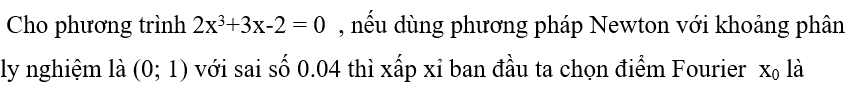 Cho phương trình 2x³+3x-2 = 0 , nếu dùng phương pháp Newton với khoảng phân
ly nghiệm là (0; 1) với sai số 0.04 thì xấp xỉ ban đầu ta chọn điểm Fourier x₀ là